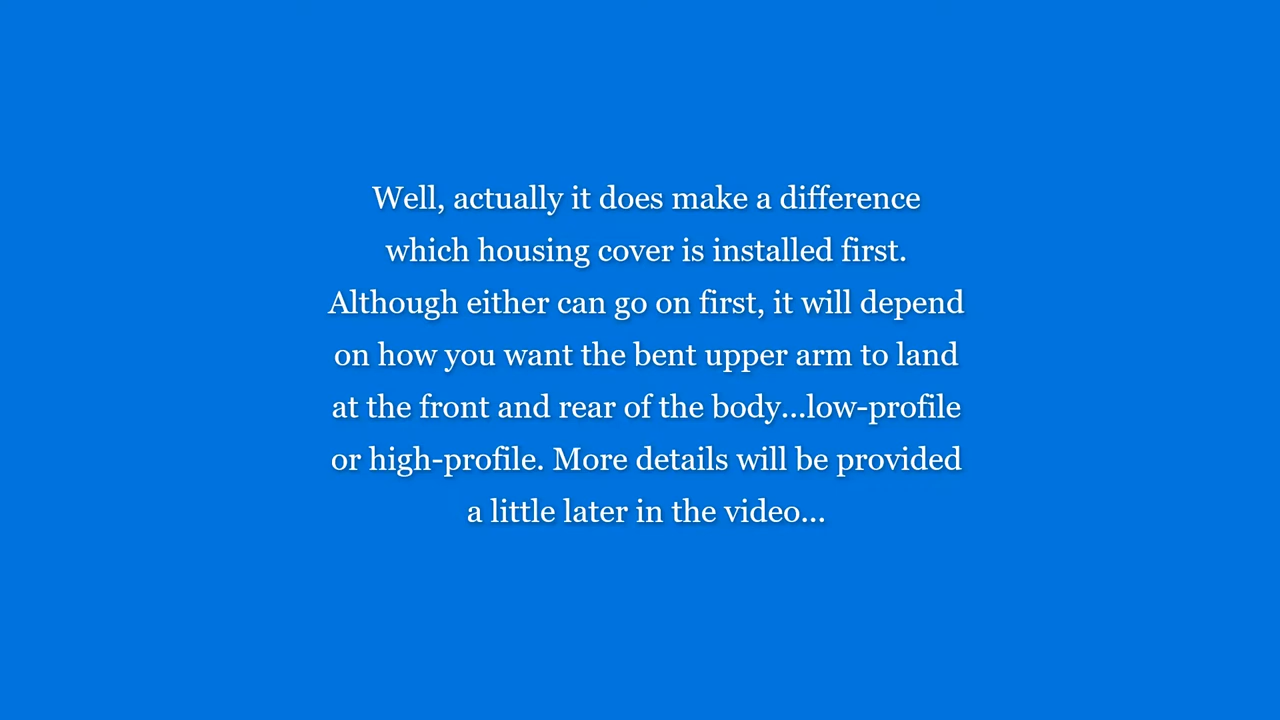 Well, actually it does make a difference
which housing cover is installed first.
Although either can go on first, it will depend
on how you want the bent upper arm to land
at the front and rear of the body...low-profile
or high-profile. More details will be provided
a little later in the video...